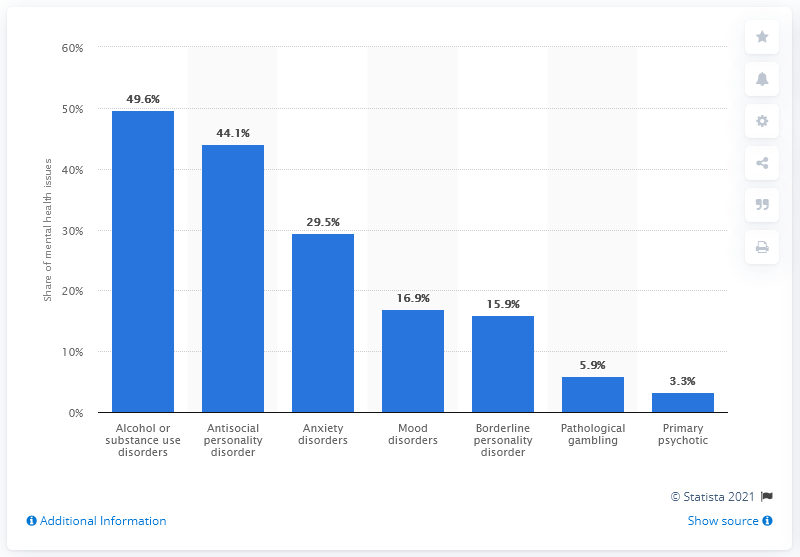 Share of mental health issues
60%
50%
40%
30%
20%
10%
0%
49.6%
44.1%
29.5%
16.9%
15.9%
5.9%
3.3%
Alcohol or
substance use
disorders
Antisocial
personality
disorder
Anxiety
disorders
Mood
disorders
Borderline
personality
disorder
Pathological
gambling
Primary
psychotic
© Statista 2021
Additional Information
Show source